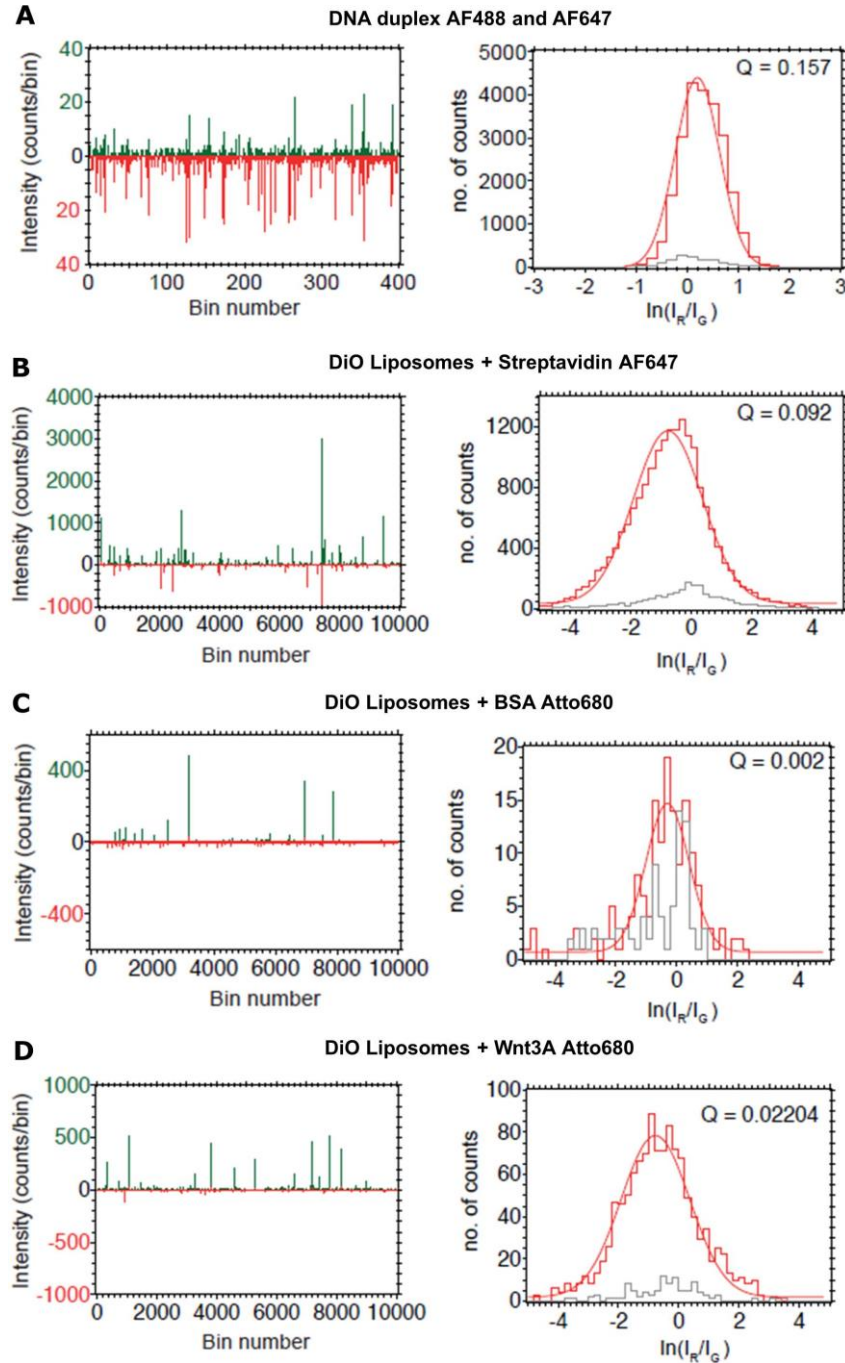 A
DNA duplex AF488 and AF647
Intensity (counts/bin)
40
20
0
20
40
0 100 200 300 400
Bin number
no. of counts
5000
4000
3000
2000
1000
0
Q = 0.157
-3 -2 -1 0 1 2 3
ln(I_R/I_G)
B
DiO Liposomes + Streptavidin AF647
Intensity (counts/bin)
4000
3000
2000
1000
0
-1000
0 2000 4000 6000 8000 10000
Bin number
no. of counts
1200
800
400
0
Q = 0.092
-4 -2 0 2 4
ln(I_R/I_G)
C
DiO Liposomes + BSA Atto680
Intensity (counts/bin)
400
0
-400
0 2000 4000 6000 8000 10000
Bin number
no. of counts
20
15
10
5
0
Q = 0.002
-4 -2 0 2 4
ln(I_R/I_G)
D
DiO Liposomes + Wnt3A Atto680
Intensity (counts/bin)
1000
500
0
-500
-1000
0 2000 4000 6000 8000 10000
Bin number
no. of counts
100
80
60
40
20
0
Q = 0.02204
-4 -2 0 2 4
ln(I_R/I_G)